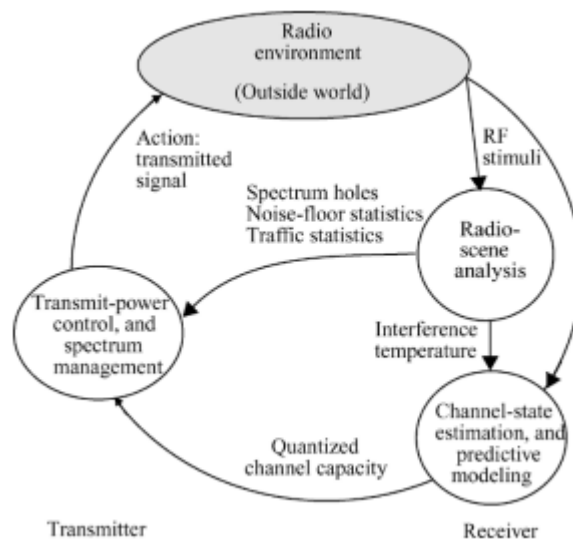 Radio
environment
(Outside world)
Action:
transmitted
signal
RF
stimuli
Spectrum holes
Noise-floor statistics
Traffic statistics
Radio-
scene
analysis
Transmit-power
control, and
spectrum
management
Interference
temperature
Channel-state
estimation, and
predictive
modeling
Quantized
channel capacity
Transmitter
Receiver